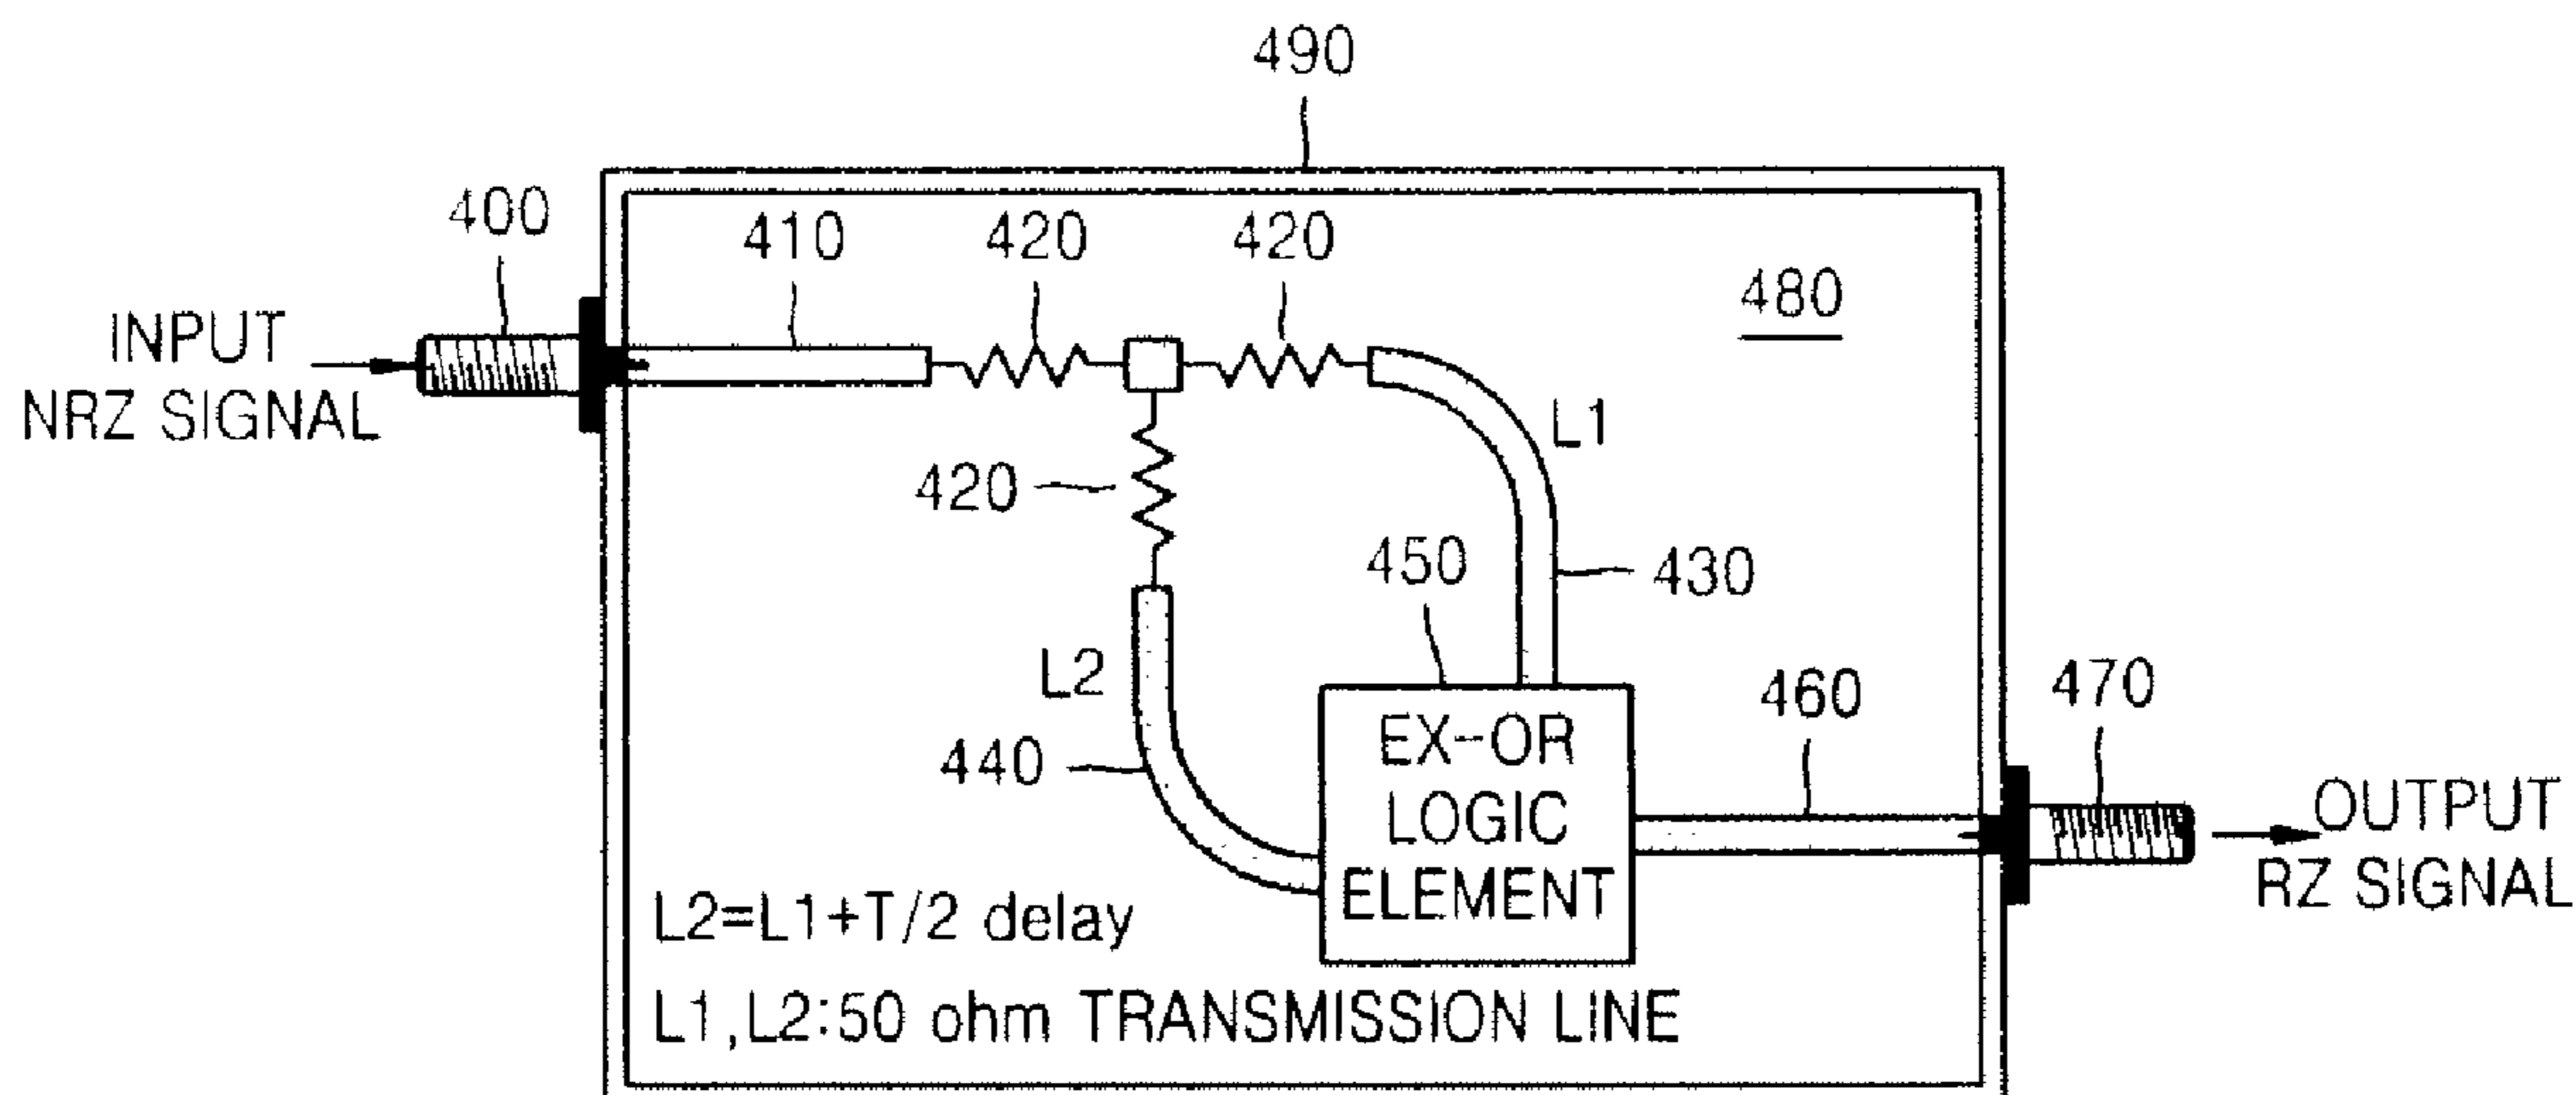 490
400
410
420
420
480
INPUT
NRZ SIGNAL
L1
420
450
430
L2
460
470
440
EX-OR
LOGIC
ELEMENT
OUTPUT
RZ SIGNAL
L2=L1+T/2 delay
L1,L2:50 ohm TRANSMISSION LINE